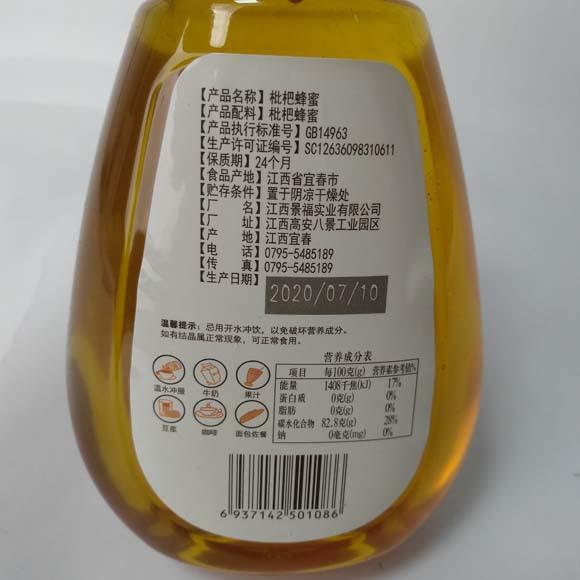 【产品名称】枇杷蜂蜜
【产品配料】枇杷蜂蜜
【产品执行标准号】GB14963
【生产许可证编号】SC12636098310611
【保质期】24个月
【食品产地】江西省宜春市
【贮存条件】置于阴凉干燥处
【厂 名】江西景福实业有限公司
【厂 址】江西高安八景工业园区
【产 地】江西宜春
【电 话】0795-5485189
【传 真】0795-5485189
【生产日期】
2020/07/10
温馨提示：忌用开水冲饮，以免破坏营养成分。
如有结晶属正常现象，可正常食用。
温水冲服 牛奶 果汁
豆浆 咖啡 面包佐餐
营养成分表
项目 每100克(g) 营养素参考值%
能量 1408千焦(kJ) 17%
蛋白质 0克(g) 0%
脂肪 0克(g) 0%
碳水化合物 82.8克(g) 28%
钠 0毫克(mg) 0%
6 937142 501086